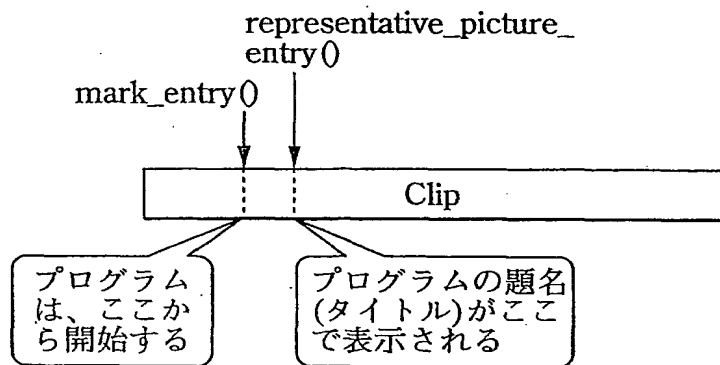 representative_picture_
entry()
mark_entry()
Clip
プログラム
は、ここか
ら開始する
プログラムの題名
(タイトル)がここ
で表示される